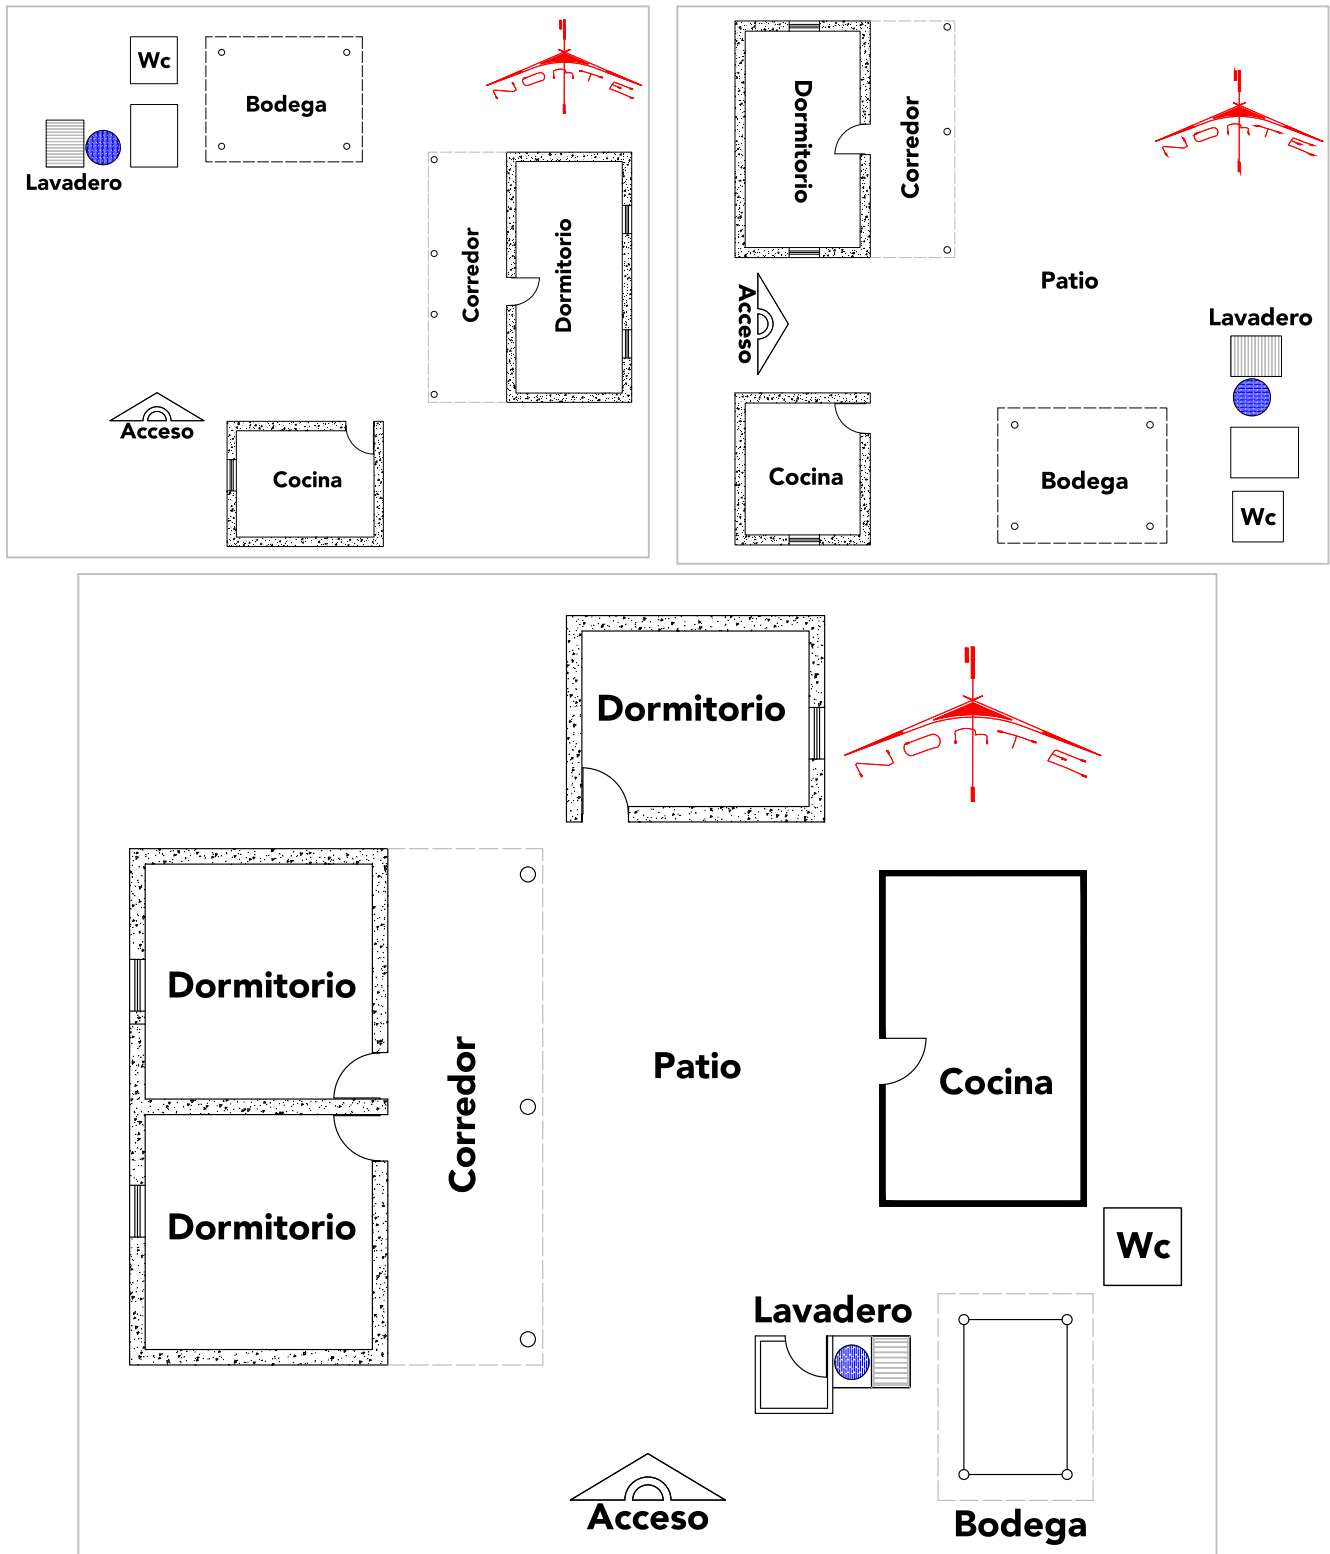 Wc
Bodega
NORTE
Lavadero
Corredor
Dormitorio
Acceso
Cocina
Dormitorio
Corredor
NORTE
Patio
Acceso
Lavadero
Cocina
Bodega
Wc
Dormitorio
NORTE
Dormitorio
Corredor
Patio
Cocina
Dormitorio
Wc
Lavadero
Acceso
Bodega